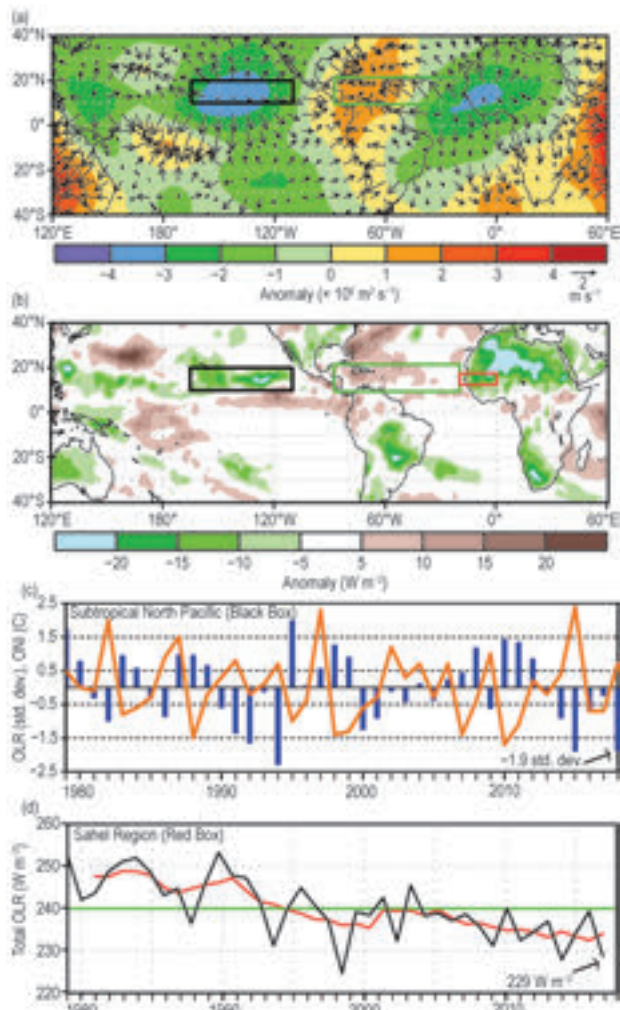 (a)
40°N
20°N
0°
20°S
40°S
120°E 180° 120°W 60°W 0° 60°E
−4 −3 −2 −1 0 1 2 3 4 2
Anomaly (× 10⁶ m² s⁻¹) m s⁻¹
(b)
40°N
20°N
0°
20°S
40°S
120°E 180° 120°W 60°W 0° 60°E
−20 −15 −10 −5 5 10 15 20
Anomaly (W m⁻²)
(c)
Subtropical North Pacific (Black Box)
OLR (std. dev.), ONI (C)
2.5
1.5
0.5
−0.5
−1.5
−2.5
−1.9 std. dev.
1980 1990 2000 2010
(d)
Sahel Region (Red Box)
Total OLR (W m⁻²)
260
250
240
230
220
229 W m⁻²
1980 1990 2000 2010